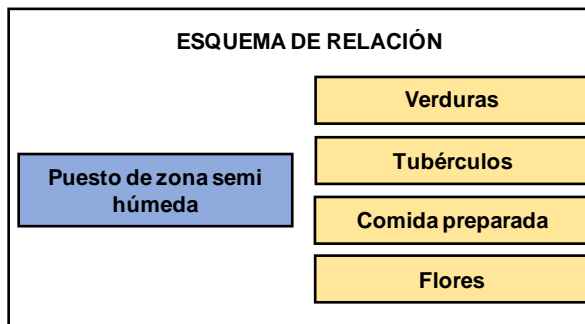 ESQUEMA DE RELACIÓN
Verduras
Puesto de zona semi
húmeda
Tubérculos
Comida preparada
Flores